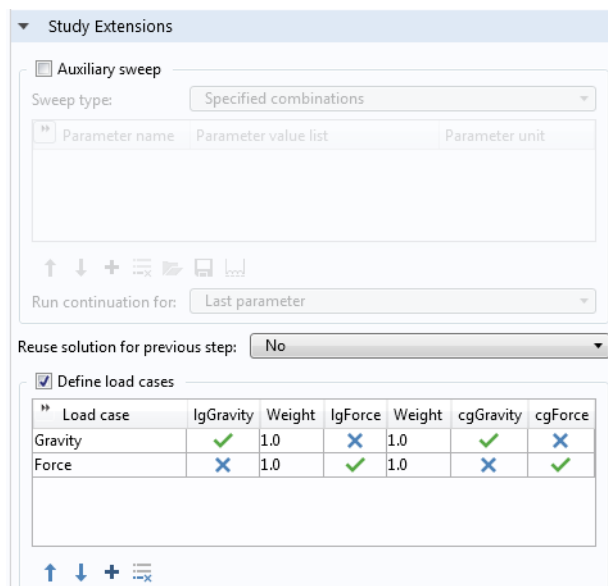 Study Extensions
Auxiliary sweep
Sweep type: Specified combinations
Parameter name Parameter value list Parameter unit
Run continuation for: Last parameter
Reuse solution for previous step: No
Define load cases
Load case lgGravity Weight lgForce Weight cgGravity cgForce
Gravity 1.0 1.0
Force 1.0 1.0